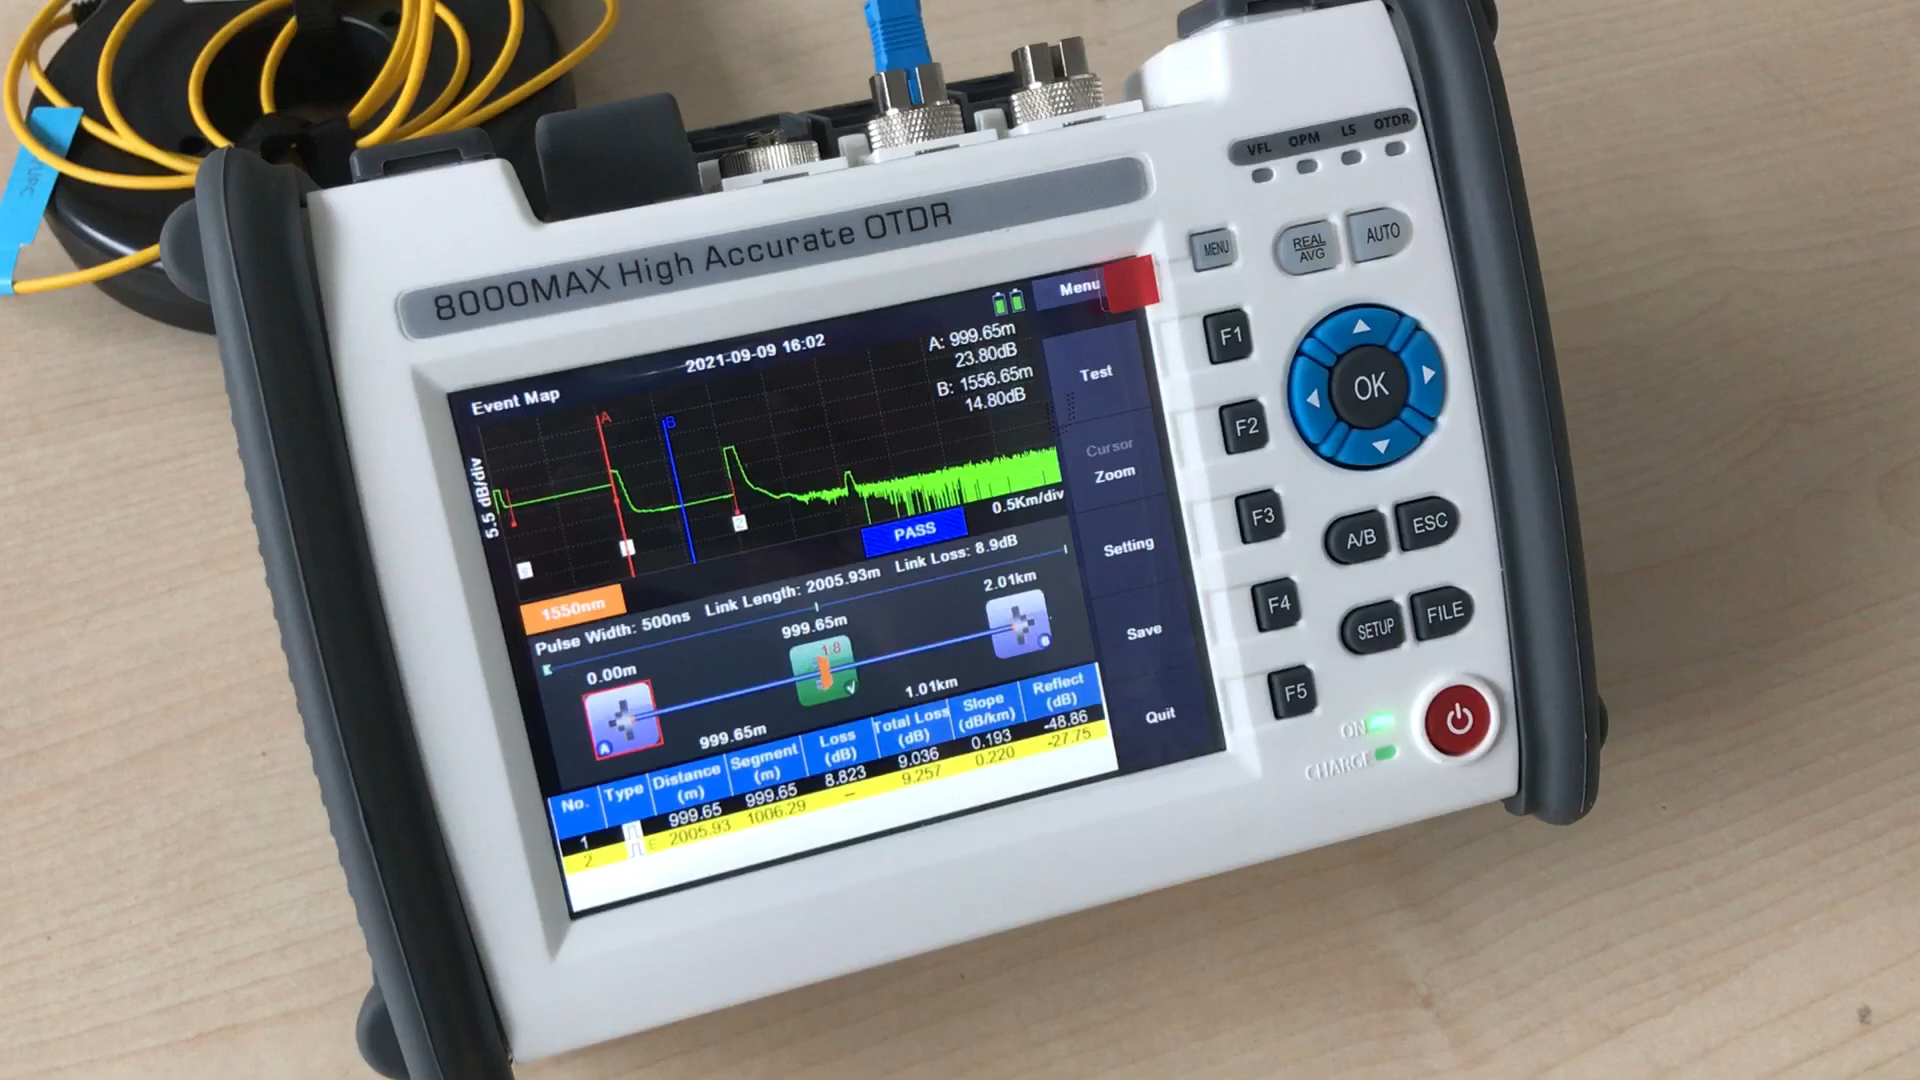 VFL OPM LS OTDR
8000MAX High Accurate OTDR
MENU
REAL
AVG
AUTO
F1
F2
F3
F4
F5
OK
A/B
ESC
SETUP
FILE
ON
CHARGE
2021-09-09 16:02
Menu
Event Map
A: 999.65m
23.80dB
B: 1556.65m
14.80dB
A
B
5.5 dB/div
2
0.5Km/div
PASS
1550nm
Pulse Width: 500ns Link Length: 2005.93m Link Loss: 8.9dB
0.00m
999.65m
2.01km
A
B
999.65m
1.01km
No. Type Distance (m) Segment (m) Loss (dB) Total Loss (dB) Slope (dB/km) Reflect (dB)
1 999.65 999.65 8.823 9.036 0.193 -48.86
2 E 2005.93 1006.29 -- 9.257 0.220 -27.75
Test
Cursor
Zoom
Setting
Save
Quit